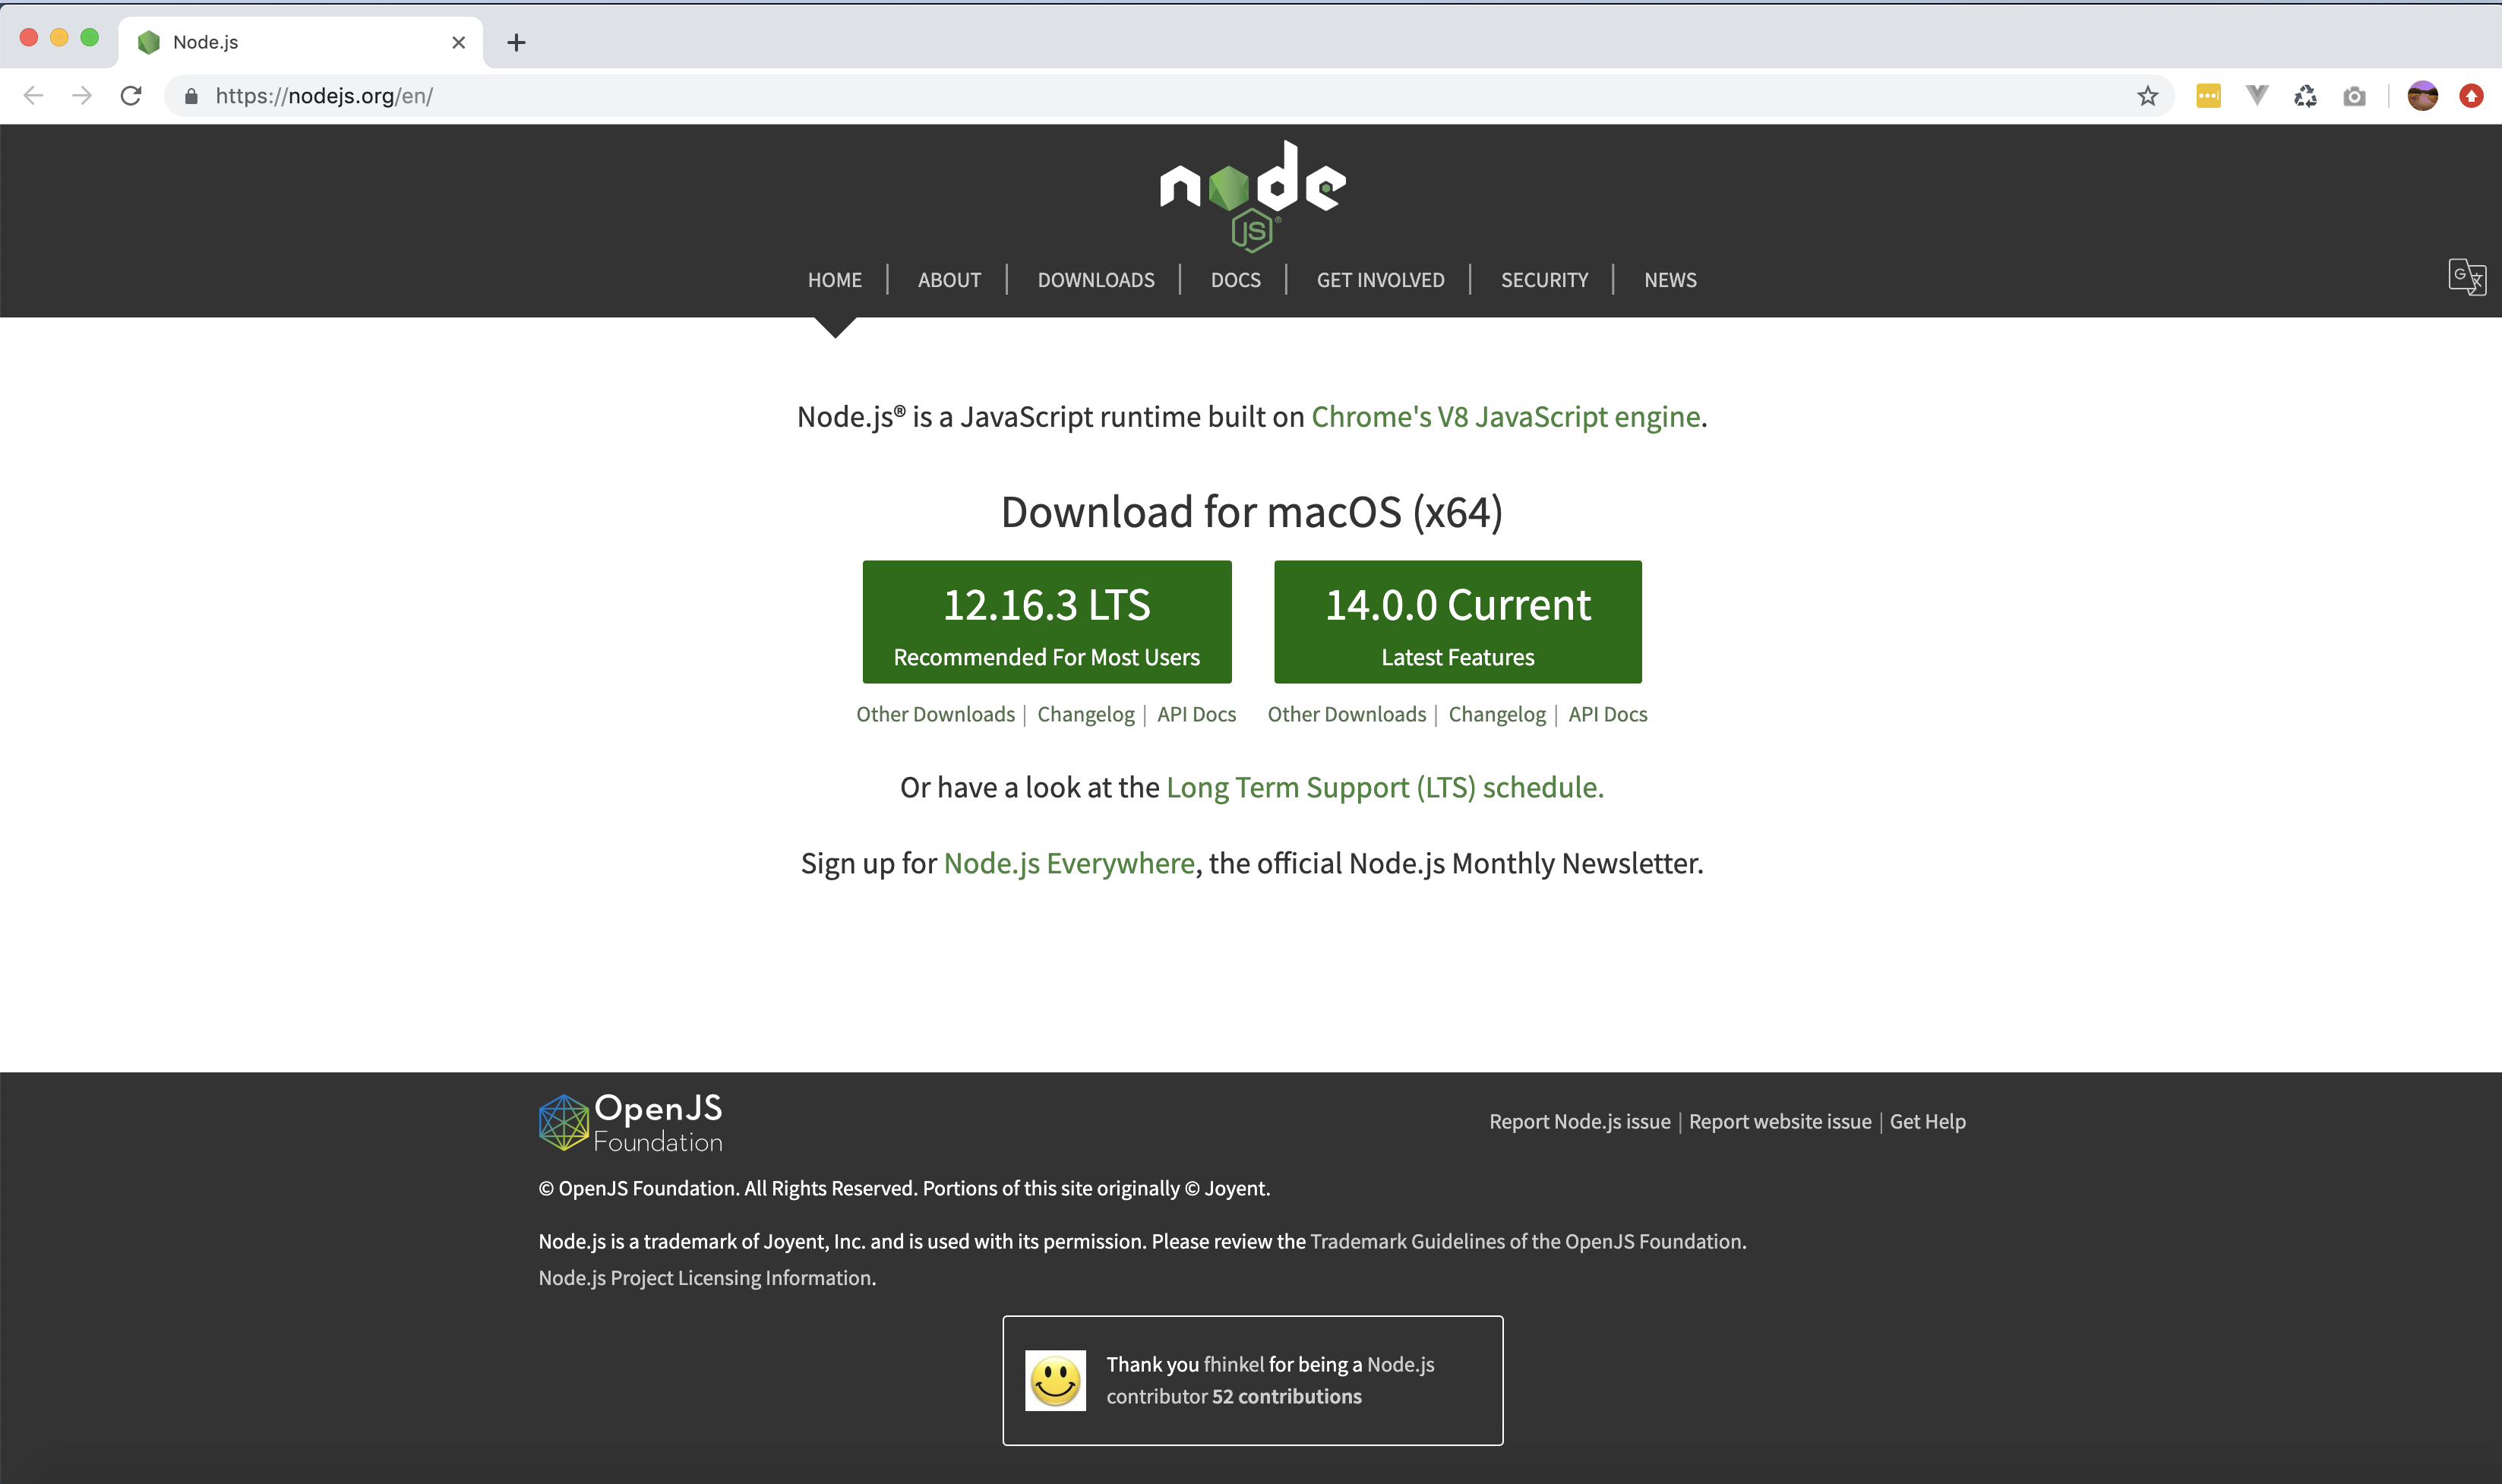 Node.js
https://nodejs.org/en/
node
JS ®
HOME | ABOUT | DOWNLOADS | DOCS | GET INVOLVED | SECURITY | NEWS
Node.js® is a JavaScript runtime built on Chrome's V8 JavaScript engine.
Download for macOS (x64)
12.16.3 LTS
Recommended For Most Users
14.0.0 Current
Latest Features
Other Downloads | Changelog | API Docs
Other Downloads | Changelog | API Docs
Or have a look at the Long Term Support (LTS) schedule.
Sign up for Node.js Everywhere, the official Node.js Monthly Newsletter.
OpenJS
Foundation
Report Node.js issue | Report website issue | Get Help
© OpenJS Foundation. All Rights Reserved. Portions of this site originally © Joyent.
Node.js is a trademark of Joyent, Inc. and is used with its permission. Please review the Trademark Guidelines of the OpenJS Foundation.
Node.js Project Licensing Information.
Thank you fhinkel for being a Node.js
contributor 52 contributions